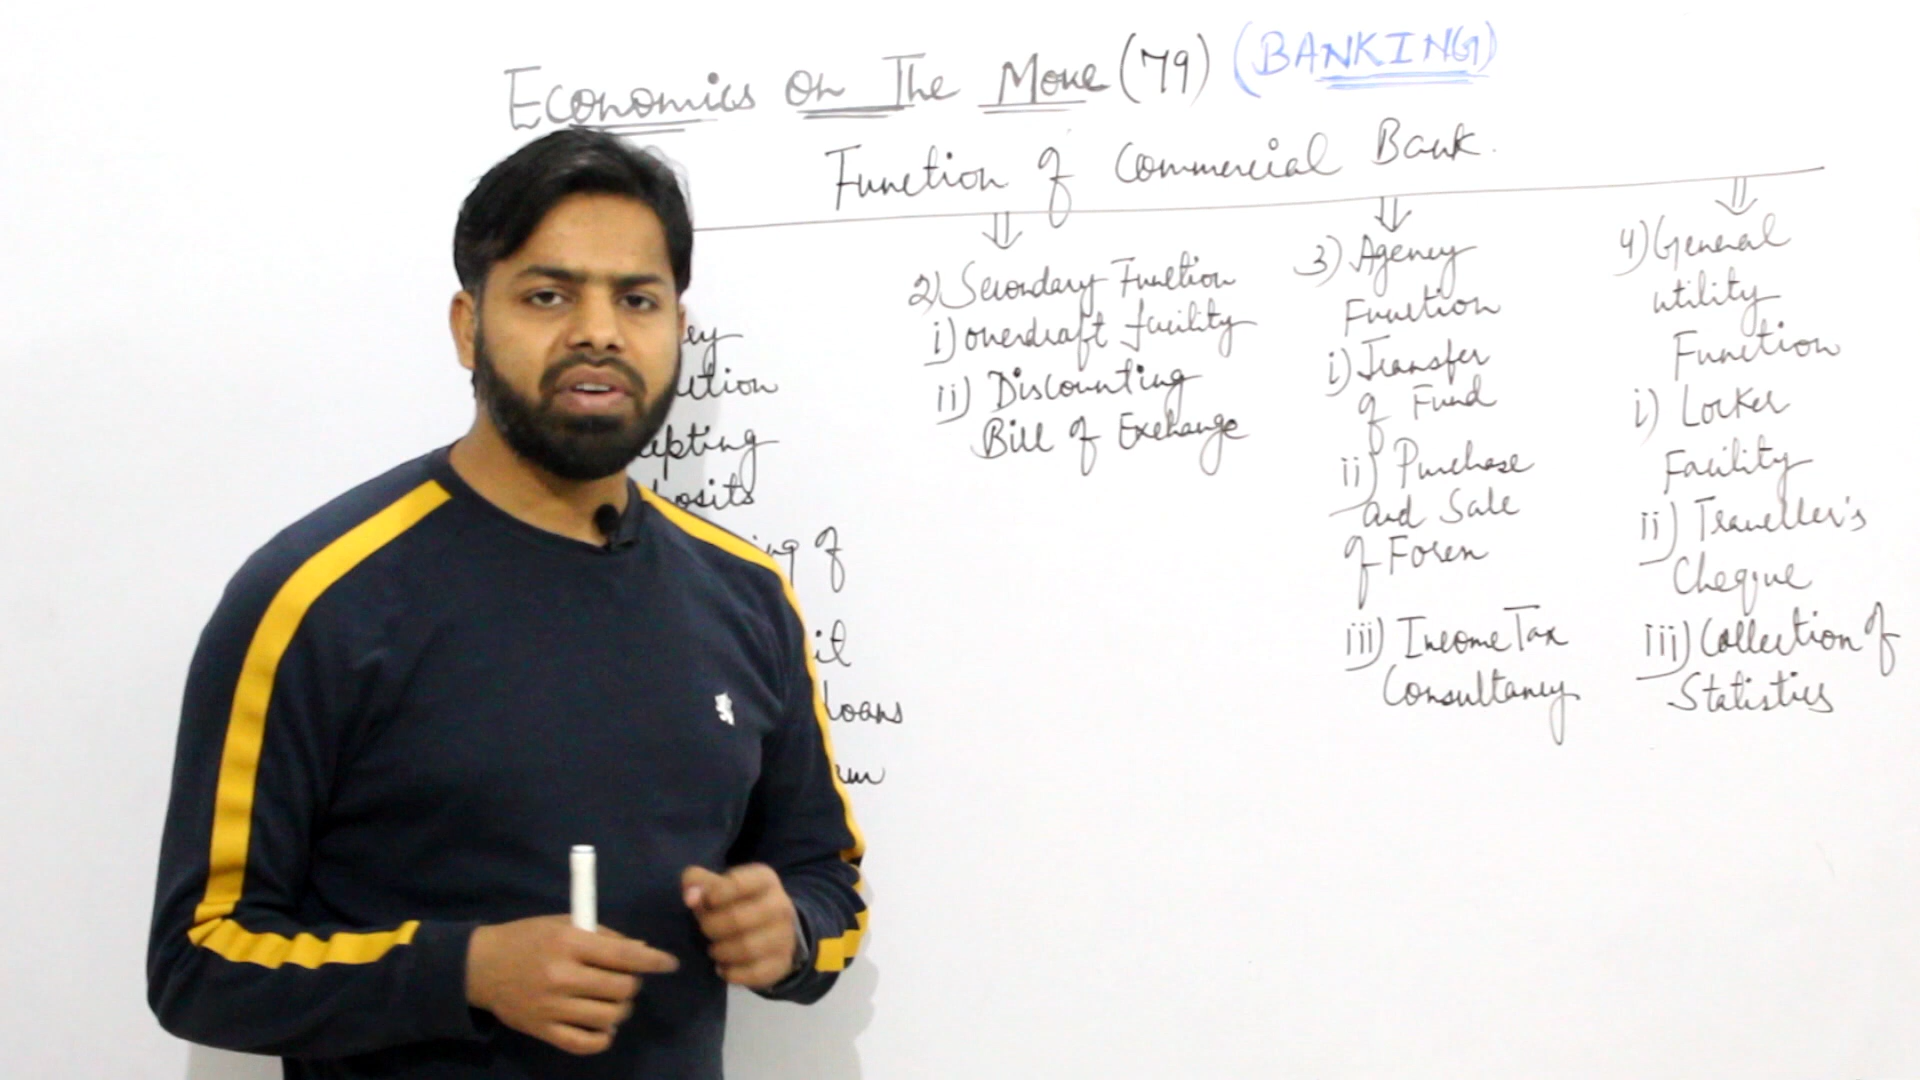 Economics On The Move (79) (BANKING)
Function of Commercial Bank.
2) Secondary Function
i) overdraft facility
ii) Discounting
Bill of Exchange
3) Agency
Function
i) Transfer
of Fund
ii) Purchase
and Sale
of Forex
iii) Income Tax
Consultancy
4) General
utility
Function
i) Locker
Facility
ii) Traveller's
Cheque
iii) Collection of
Statistics
of
loans